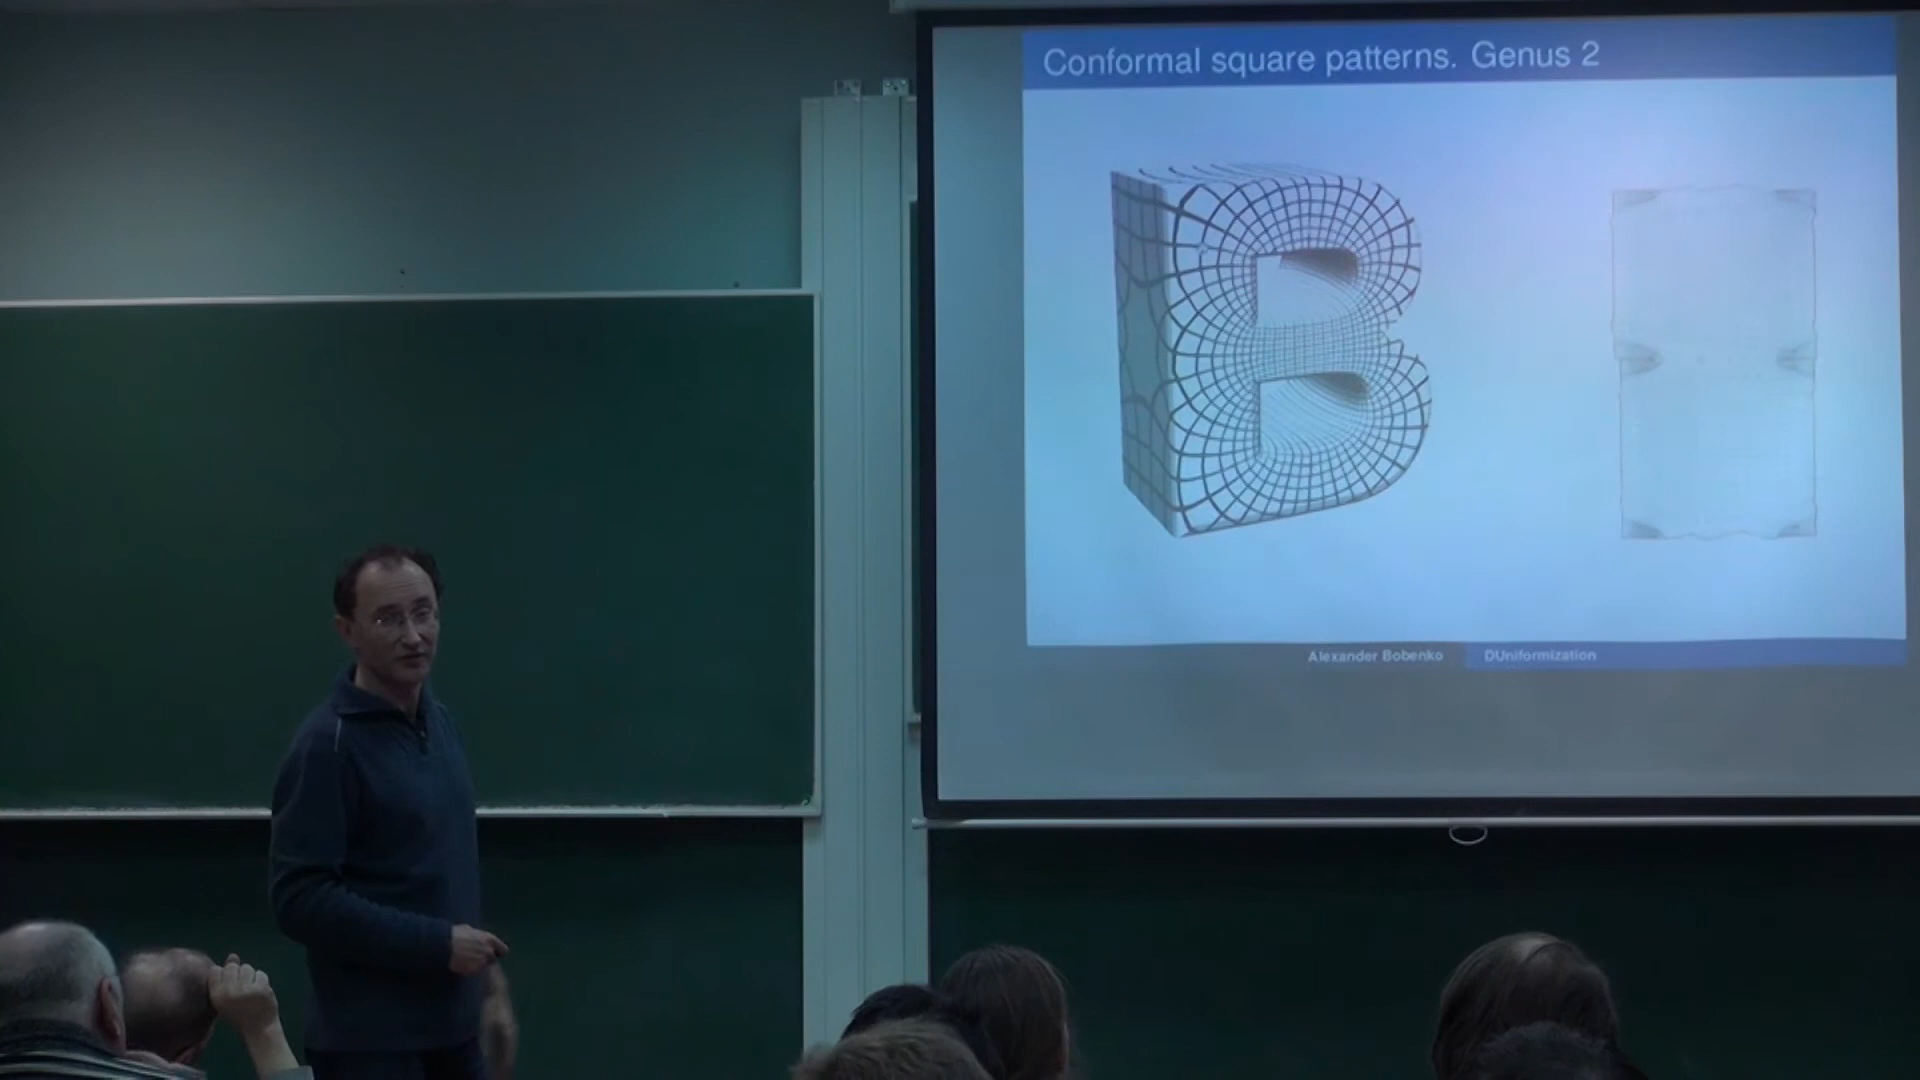 Conformal square patterns. Genus 2
Alexander Bobenko DUniformization